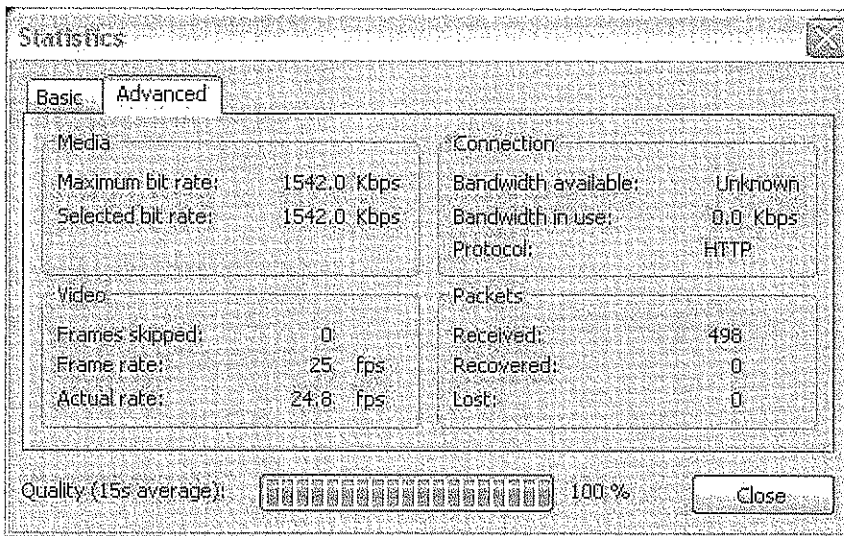 Statistics
Basic
Advanced
Media
Maximum bit rate: 1542.0 Kbps
Selected bit rate: 1542.0 Kbps
Connection
Bandwidth available: Unknown
Bandwidth in use: 0.0 Kbps
Protocol: HTTP
Video
Frames skipped: 0
Frame rate: 25 fps
Actual rate: 24.8 fps
Packets
Received: 498
Recovered: 0
Lost: 0
Quality (15s average): 100 %
Close